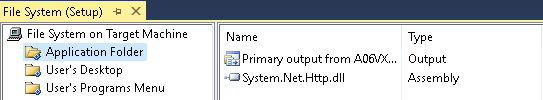 File System (Setup)
File System on Target Machine
Application Folder
User's Desktop
User's Programs Menu
Name Type
Primary output from A06VX... Output
System.Net.Http.dll Assembly